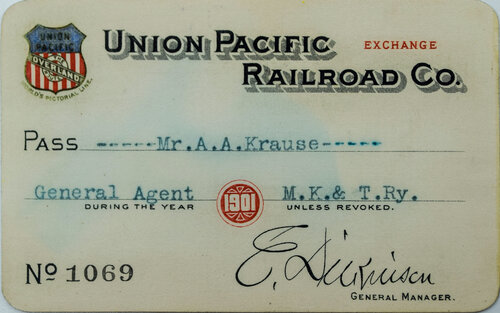 UNION PACIFIC
OVERLAND
WORLD'S PICTORIAL LINE.
UNION PACIFIC EXCHANGE
RAILROAD CO.
PASS -----Mr.A.A.Krause-----
General Agent M.K.& T.Ry.
DURING THE YEAR 1901 UNLESS REVOKED.
No 1069
E. Dickinson
GENERAL MANAGER.